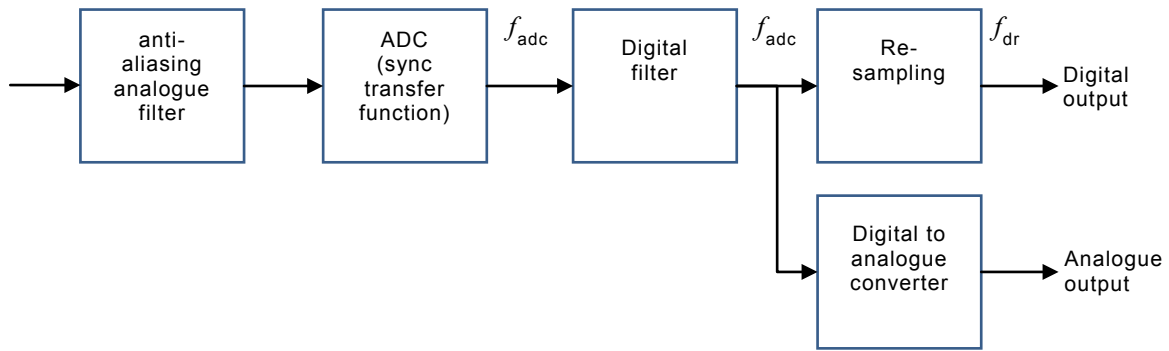 anti-
aliasing
analogue
filter
ADC
(sync
transfer
function)
f adc
Digital
filter
f adc
Re-
sampling
f dr
Digital
output
Digital to
analogue
converter
Analogue
output